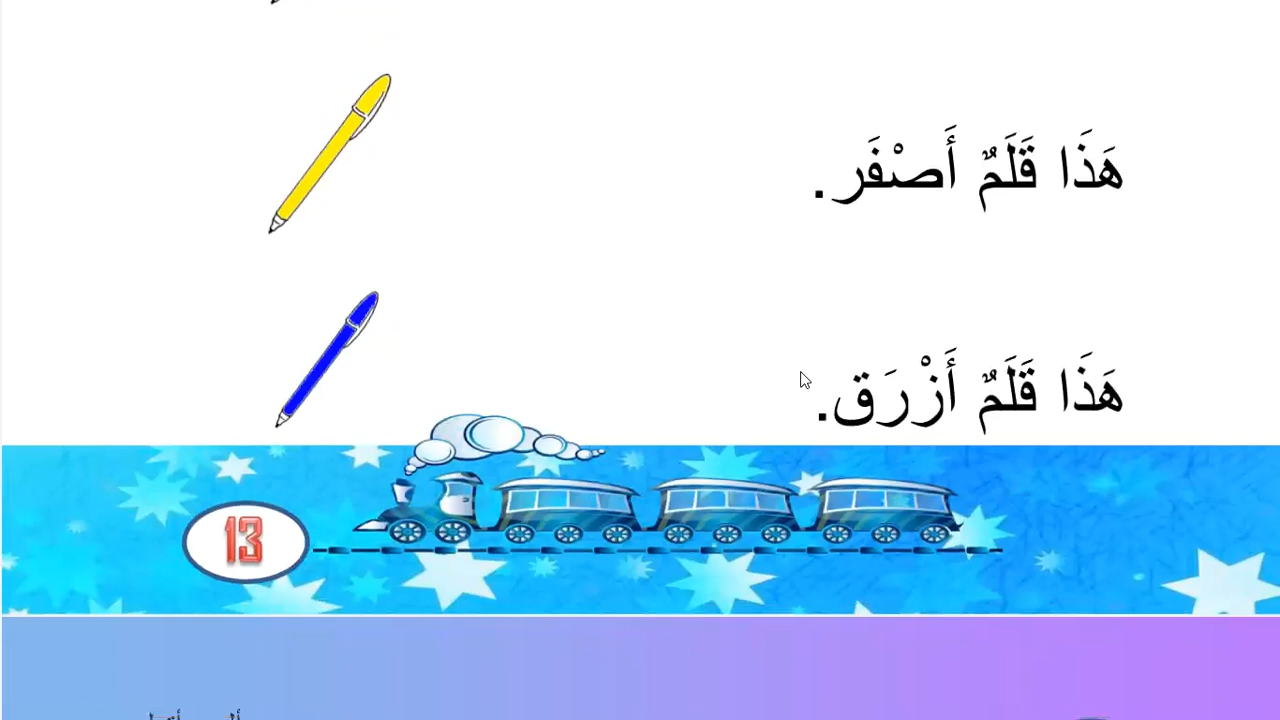 هَذَا قَلَمٌ أَصْفَر.
هَذَا قَلَمٌ أَزْرَق.
13